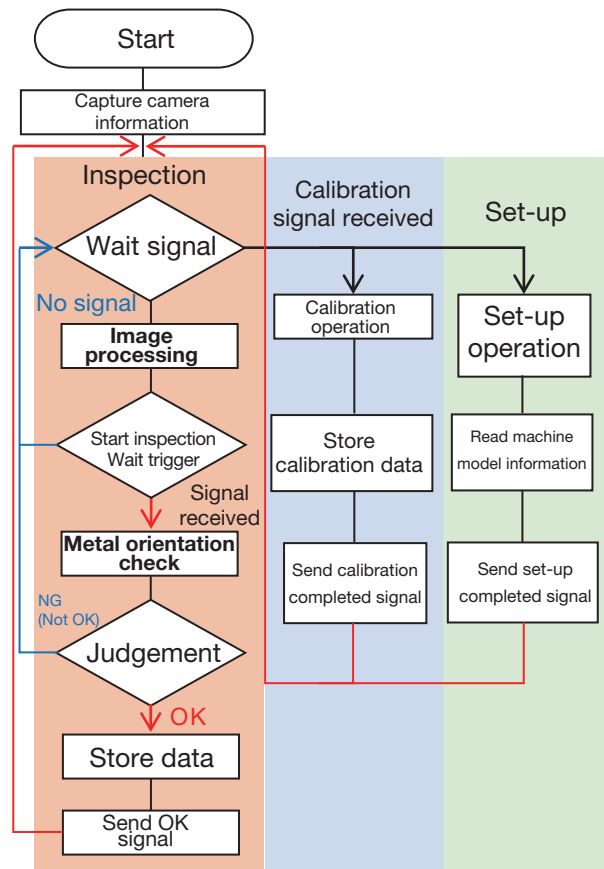 Start
Capture camera
information
Inspection
Wait signal
No signal
Image
processing
Start inspection
Wait trigger
Signal
received
Metal orientation
check
NG
(Not OK)
Judgement
OK
Store data
Send OK
signal
Calibration
signal received
Calibration
operation
Store
calibration data
Send calibration
completed signal
Set-up
Set-up
operation
Read machine
model information
Send set-up
completed signal